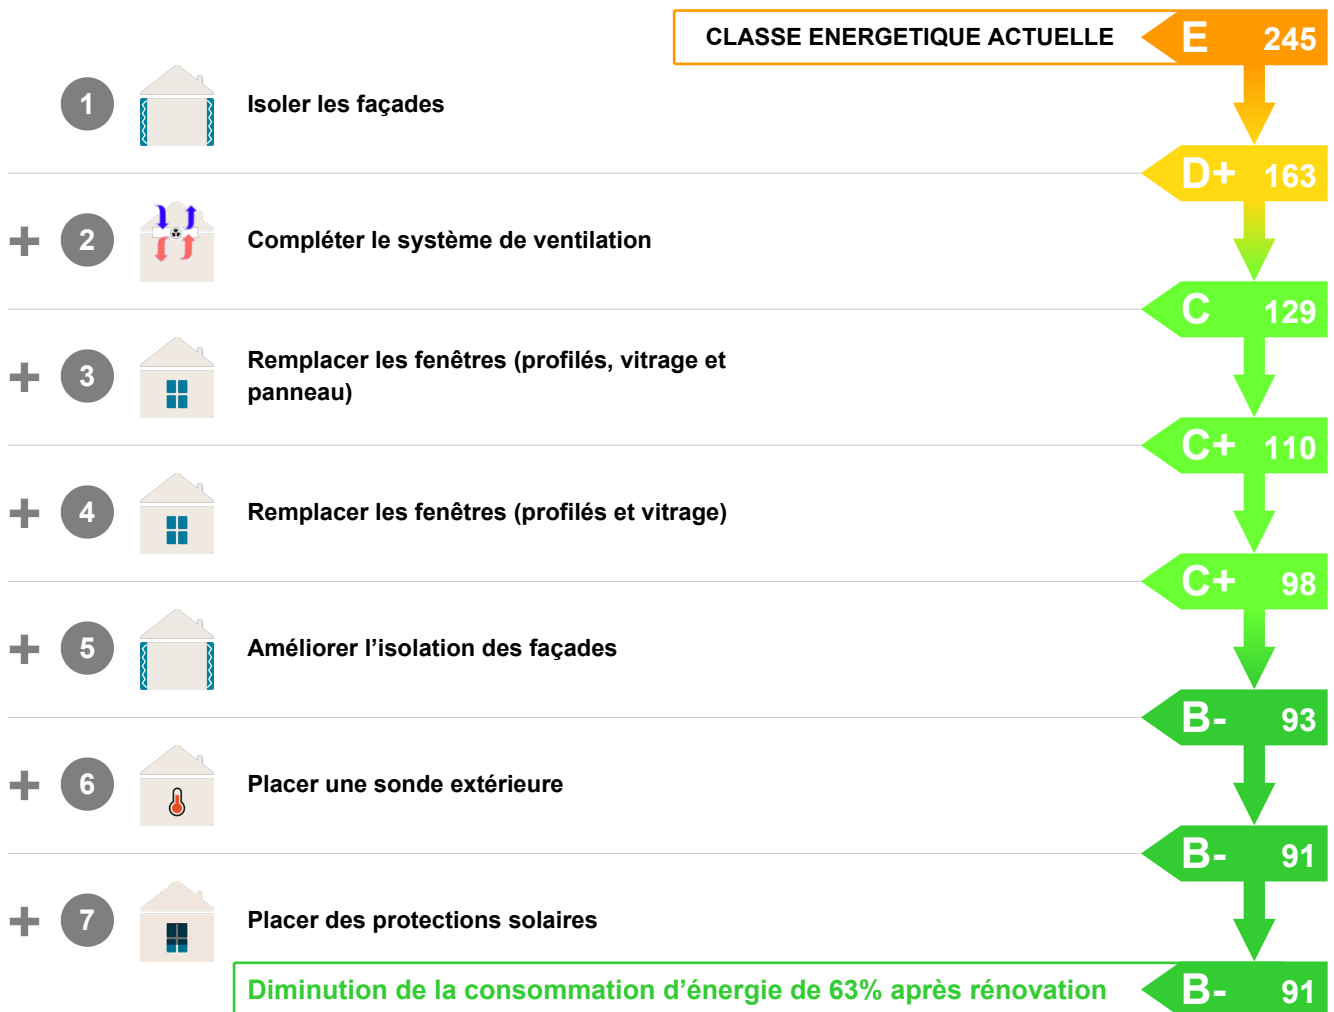 CLASSE ENERGETIQUE ACTUELLE E 245
1 Isoler les façades
D+ 163
+ 2 Compléter le système de ventilation
C 129
+ 3 Remplacer les fenêtres (profilés, vitrage et
panneau)
C+ 110
+ 4 Remplacer les fenêtres (profilés et vitrage)
C+ 98
+ 5 Améliorer l’isolation des façades
B- 93
+ 6 Placer une sonde extérieure
B- 91
+ 7 Placer des protections solaires
Diminution de la consommation d’énergie de 63% après rénovation B- 91